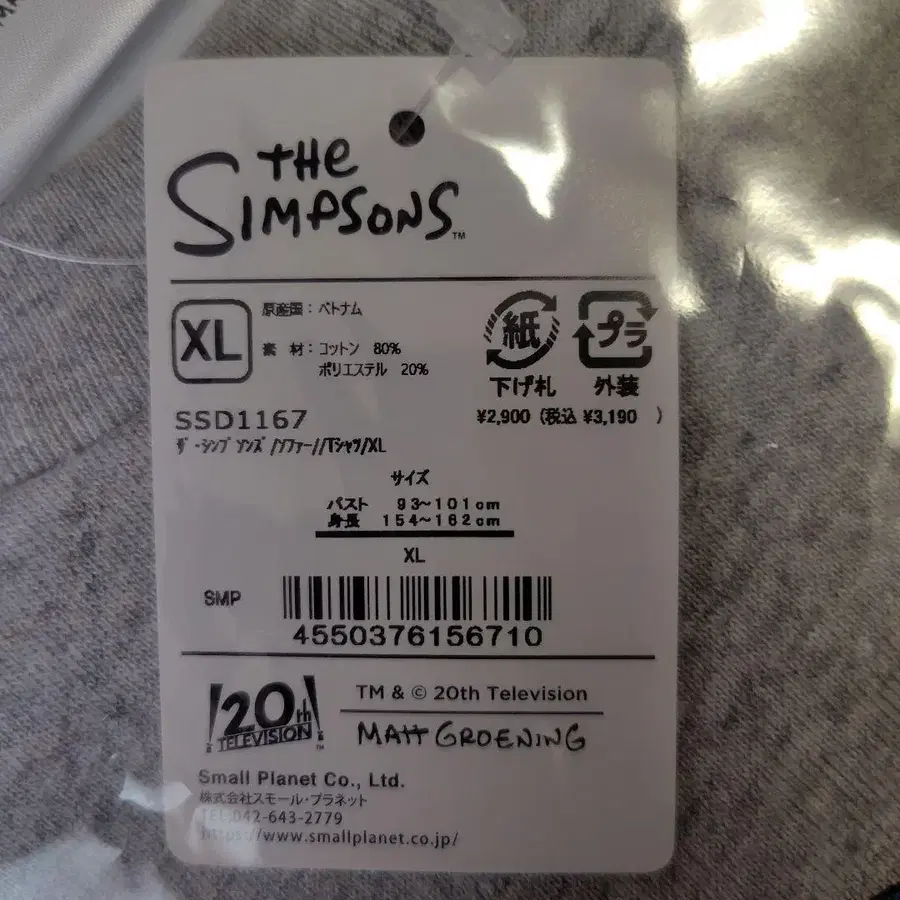 THE
SIMPSONS™
XL
原産国：ベトナム
素 材：コットン 80%
ポリエステル 20%
紙
下げ札
プラ
外装
SSD1167
¥2,900 (税込 ¥3,190 )
ザ・シンプソンズ/ソファー//Tシャツ/XL
サイズ
バスト 93~101cm
身長 154~162cm
XL
SMP
4550376156710
20th
TELEVISION™
TM & © 20th Television
MATT GROENING
Small Planet Co., Ltd.
株式会社スモール・プラネット
TEL:042-643-2779
https://www.smallplanet.co.jp/